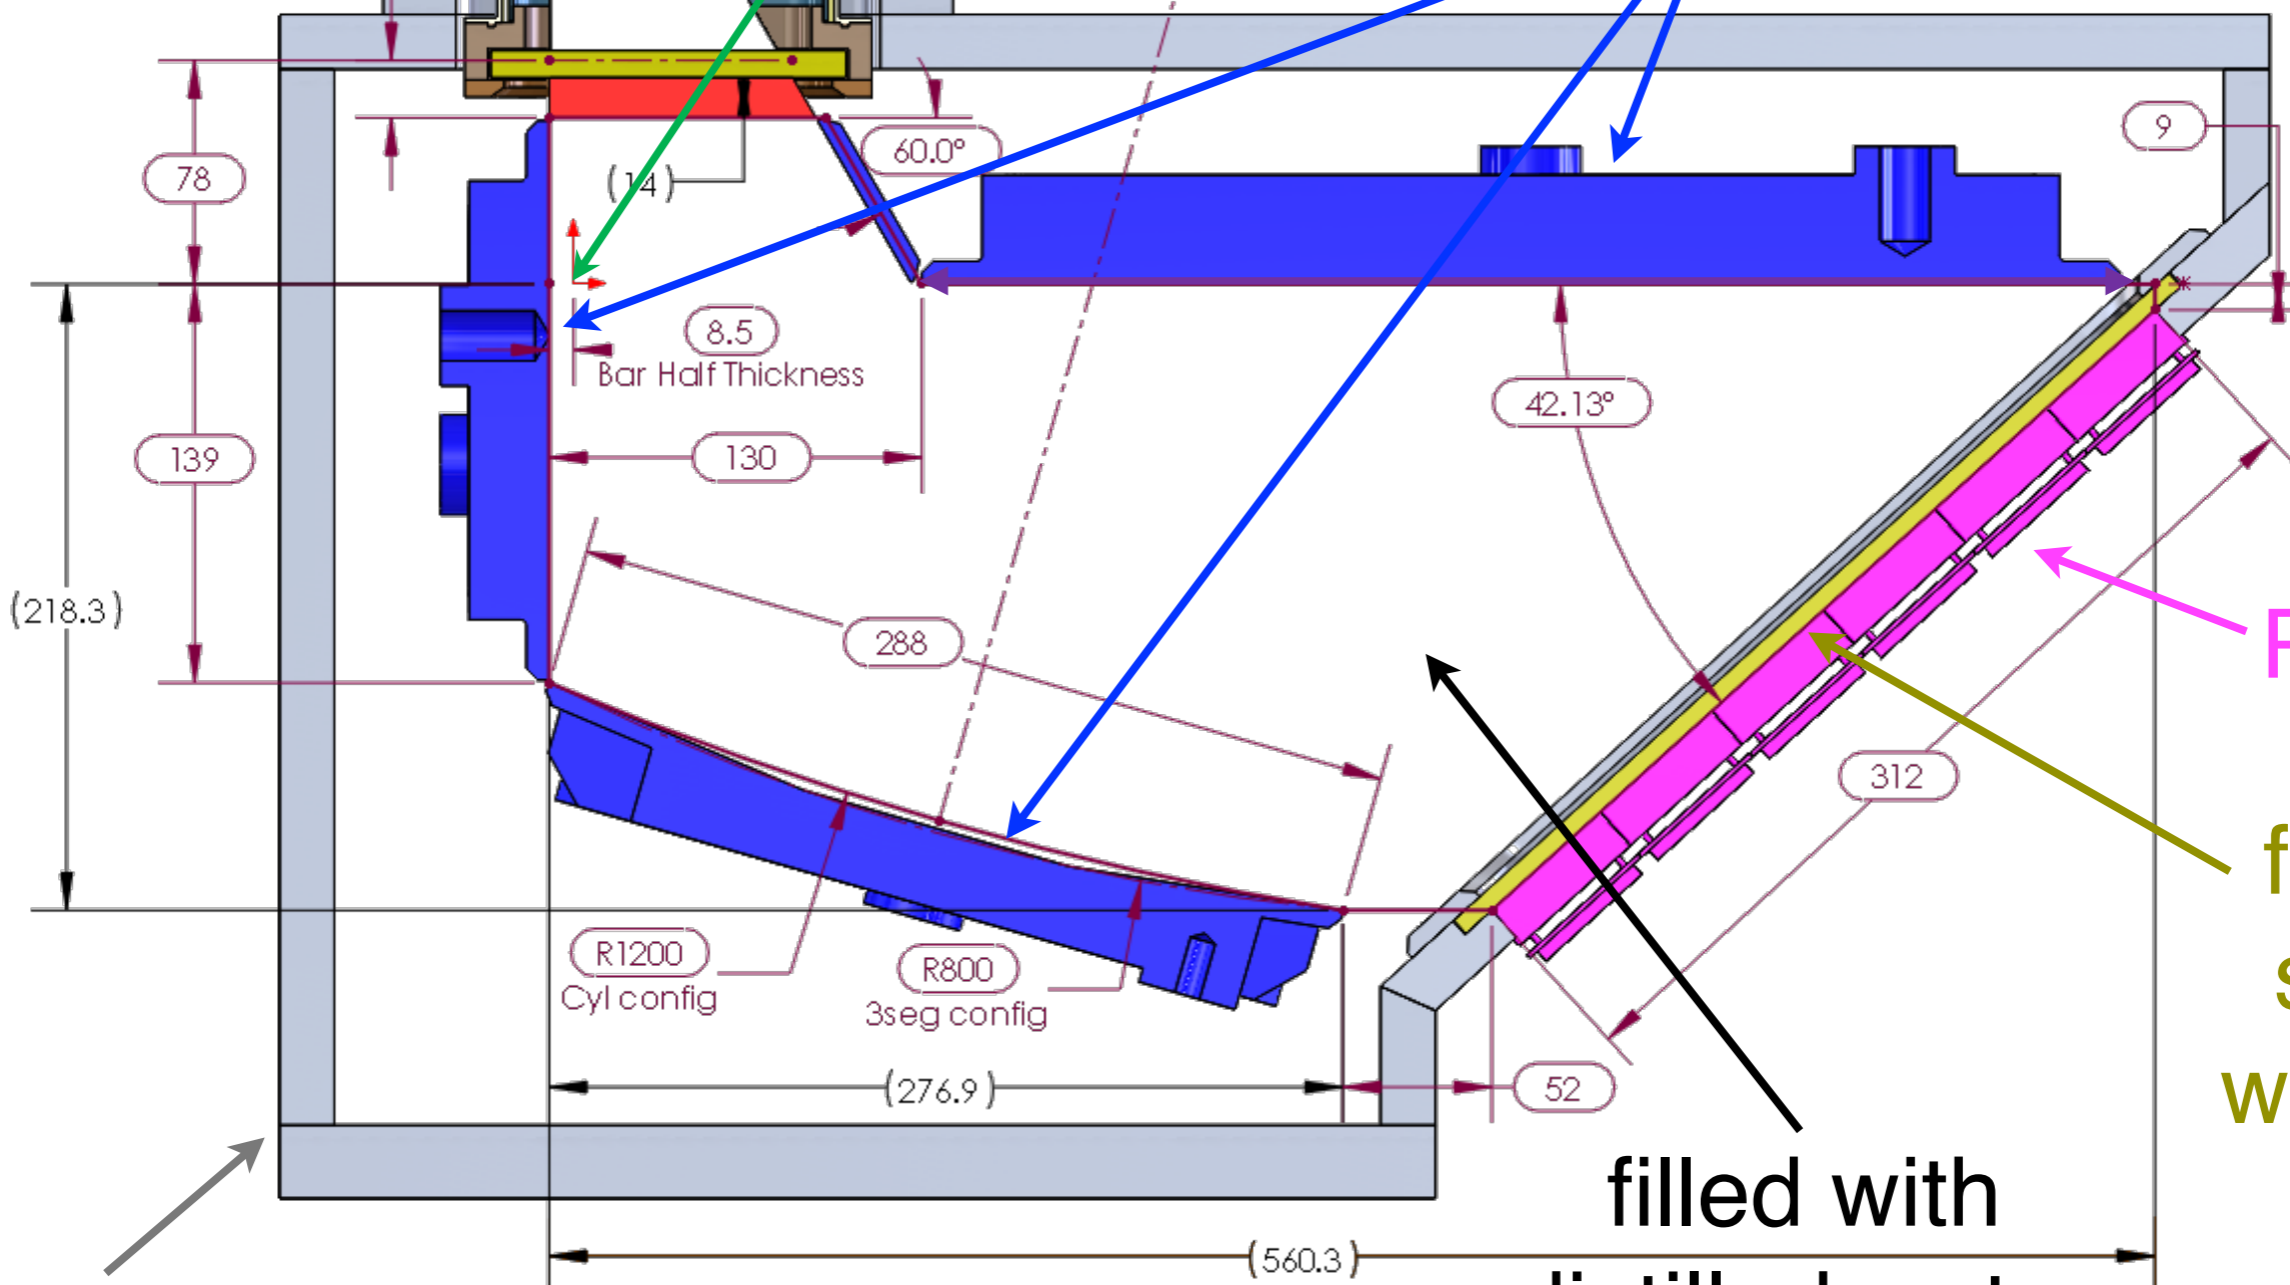 9
60.0°
78
(14)
8.5
Bar Half Thickness
42.13°
139
130
(218.3)
288
P
312
f
s
R1200
Cyl config
R800
3seg config
w
(276.9)
52
filled with
(560.3)